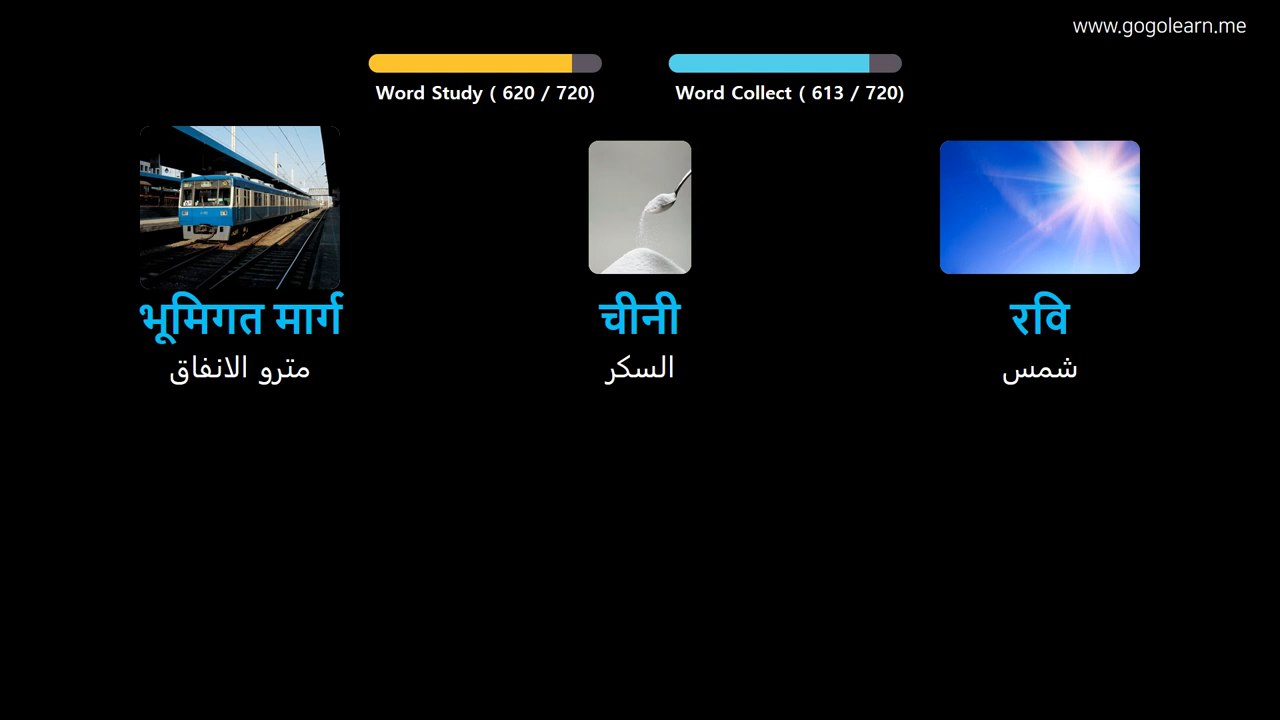 www.gogolearn.me
Word Study ( 620 / 720)
Word Collect ( 613 / 720)
भूमिगत मार्ग
चीनी
रवि
مترو الانفاق
السكر
شمس